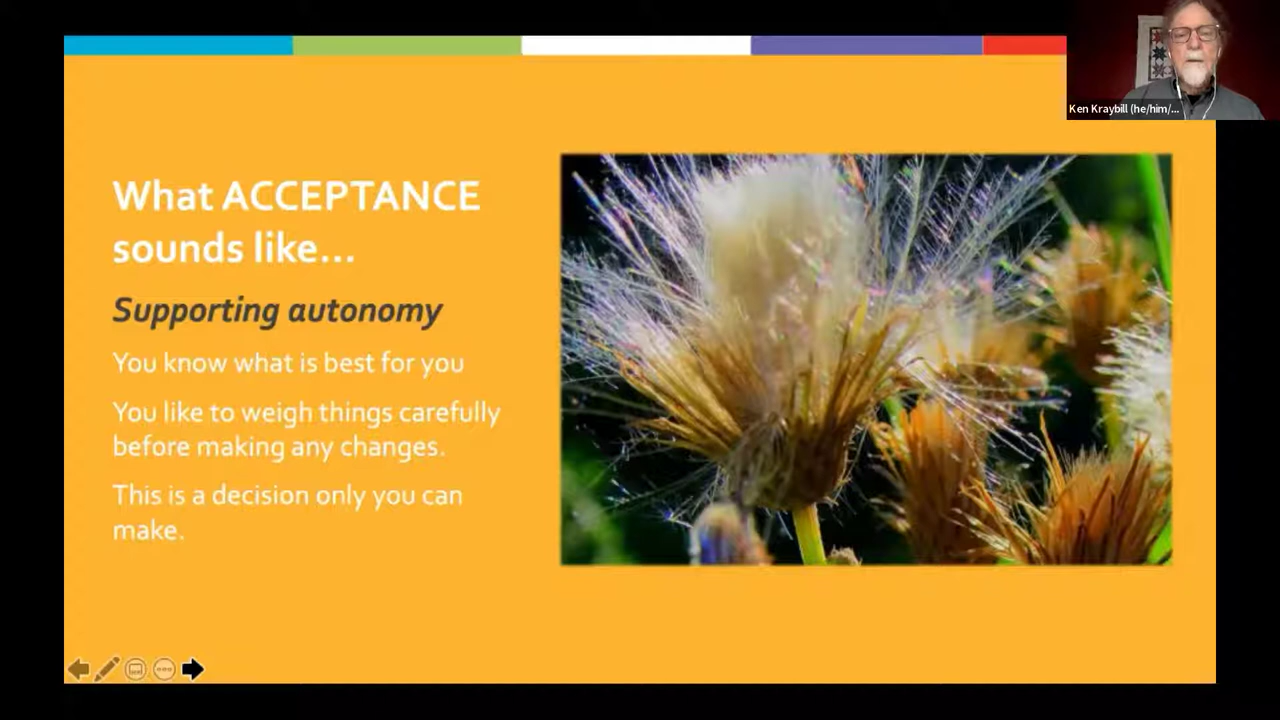 Ken Kraybill (he/him/...
What ACCEPTANCE
sounds like...
Supporting autonomy
You know what is best for you
You like to weigh things carefully
before making any changes.
This is a decision only you can
make.